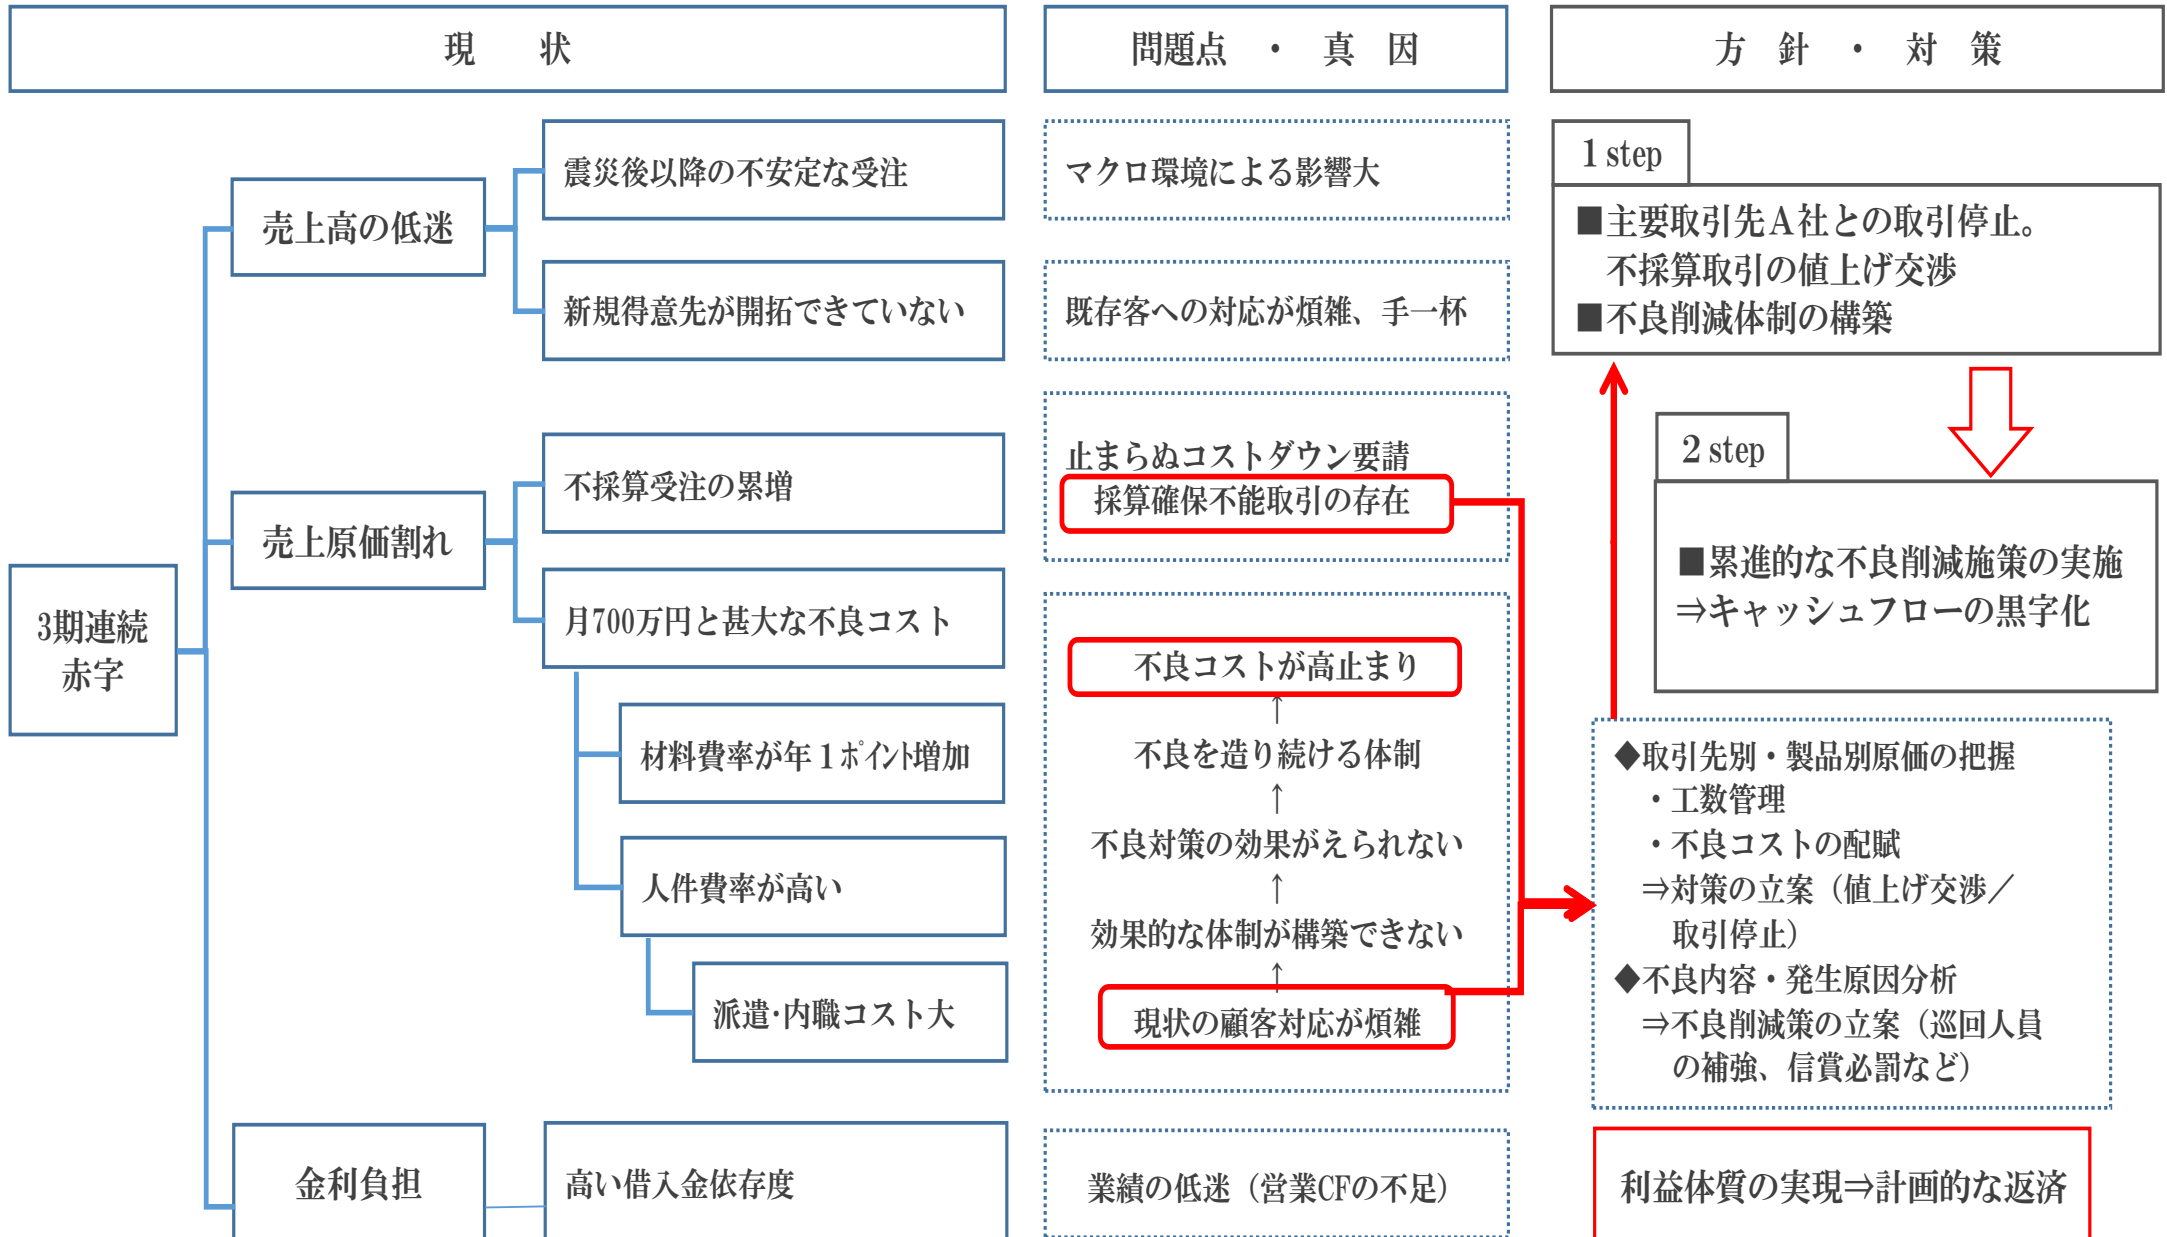 現　　状
問題点　・　真　因
方　針　・　対　策
3期連続
赤字
売上高の低迷
震災後以降の不安定な受注
新規得意先が開拓できていない
売上原価割れ
不採算受注の累増
月700万円と甚大な不良コスト
材料費率が年１ポイント増加
人件費率が高い
派遣･内職コスト大
金利負担
高い借入金依存度
マクロ環境による影響大
既存客への対応が煩雑、手一杯
止まらぬコストダウン要請
採算確保不能取引の存在
不良コストが高止まり
↑
不良を造り続ける体制
↑
不良対策の効果がえられない
↑
効果的な体制が構築できない
↑
現状の顧客対応が煩雑
業績の低迷（営業CFの不足）
1 step
■主要取引先Ａ社との取引停止。
不採算取引の値上げ交渉
■不良削減体制の構築
2 step
■累進的な不良削減施策の実施
⇒キャッシュフローの黒字化
◆取引先別・製品別原価の把握
・工数管理
・不良コストの配賦
⇒対策の立案（値上げ交渉／
取引停止）
◆不良内容・発生原因分析
⇒不良削減策の立案（巡回人員
の補強、信賞必罰など）
利益体質の実現⇒計画的な返済